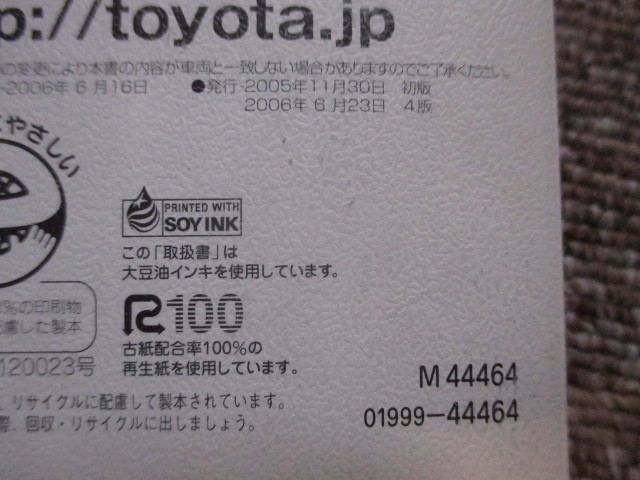 p://toyota.jp
の変更により本書の内容が車両と一致しない場合がありますのでご了承ください。
-2006年 6月16日 ●発行-2005年11月30日 初版
2006年 6月23日 4版
やさしい
PRINTED WITH
SOY INK
この「取扱書」は
大豆油インキを使用しています。
R100
古紙配合率100%の
再生紙を使用しています。
%の印刷物
配慮した製本
120023号
、リサイクルに配慮して製本されています。
際、回収・リサイクルに出しましょう。
M 44464
01999-44464